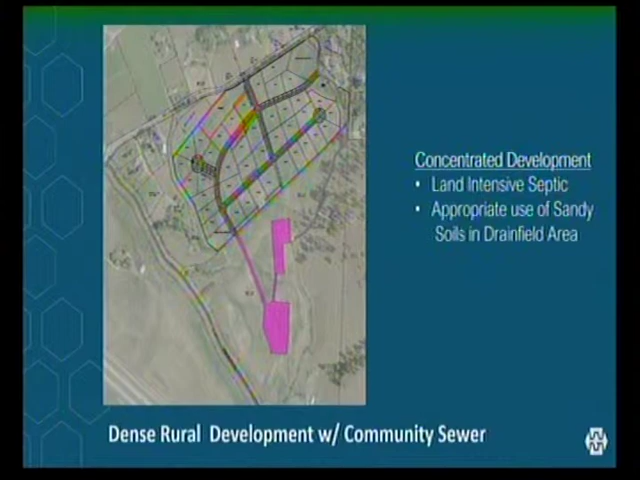 Concentrated Development
• Land Intensive Septic
• Appropriate use of Sandy
Soils in Drainfield Area
Dense Rural Development w/ Community Sewer